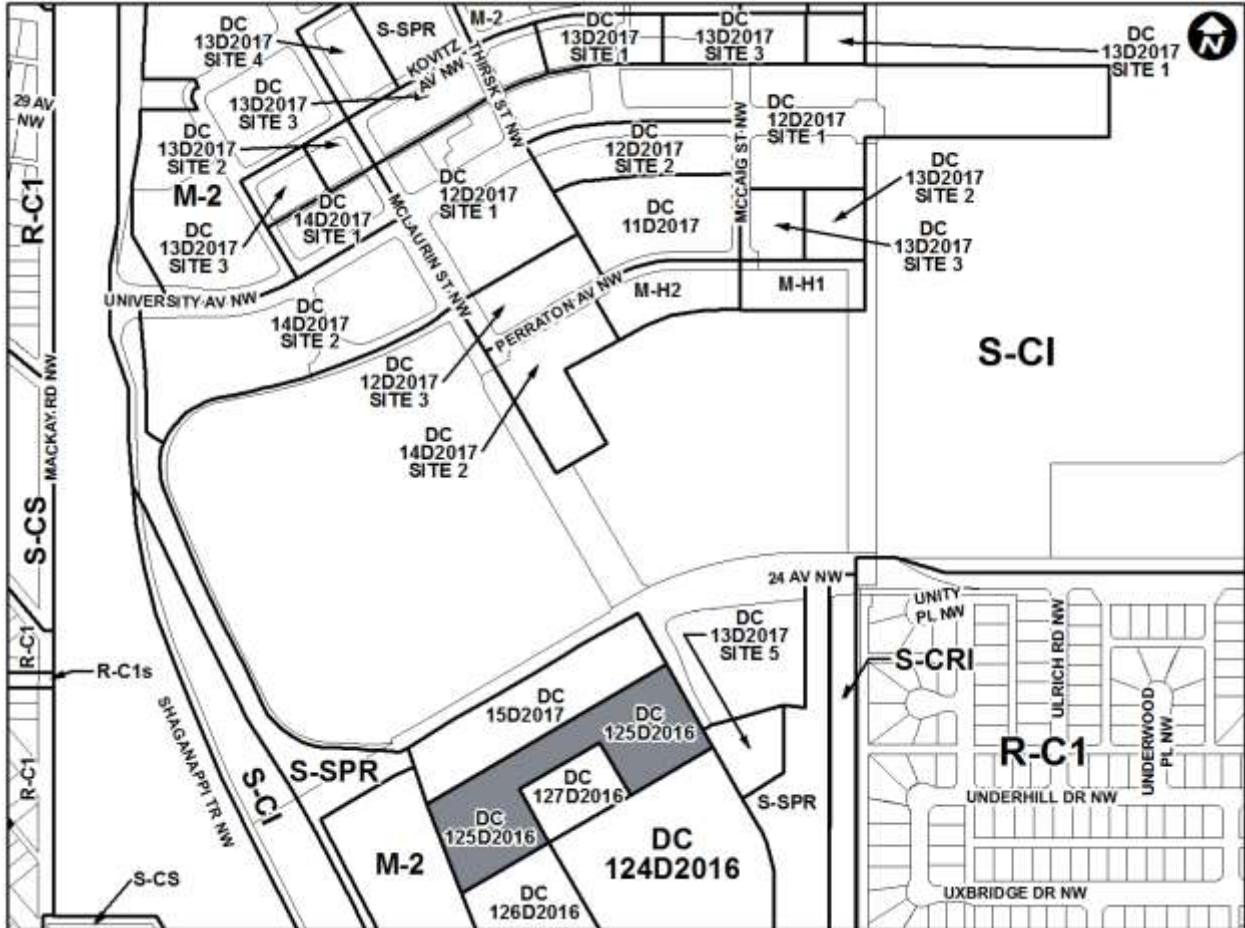 DC
13D2017
SITE 4
S-SPR
M-2
DC
13D2017
SITE 1
DC
13D2017
SITE 3
DC
13D2017
SITE 1
N
KOVITZ
AV NW
THIRSK ST NW
29 AV
NW
DC
13D2017
SITE 3
DC
13D2017
SITE 2
DC
12D2017
SITE 1
DC
12D2017
SITE 2
MCCAIG ST NW
DC
13D2017
SITE 2
R-C1
M-2
DC
14D2017
SITE 1
MCLAURIN ST NW
DC
12D2017
SITE 1
DC
11D2017
DC
13D2017
SITE 3
DC
13D2017
SITE 3
UNIVERSITY AV NW
M-H2
M-H1
DC
14D2017
SITE 2
PERRATON AV NW
S-CI
DC
12D2017
SITE 3
MACKAY RD NW
DC
14D2017
SITE 2
S-CS
24 AV NW
UNITY
PL NW
ULRICH RD NW
DC
13D2017
SITE 5
R-C1
R-C1s
S-CRI
DC
15D2017
DC
125D2016
UNDERWOOD
PL NW
SHAGANAPPI TR NW
S-CI
S-SPR
R-C1
R-C1
DC
127D2016
S-SPR
UNDERHILL DR NW
DC
125D2016
M-2
DC
124D2016
S-CS
DC
126D2016
UXBRIDGE DR NW